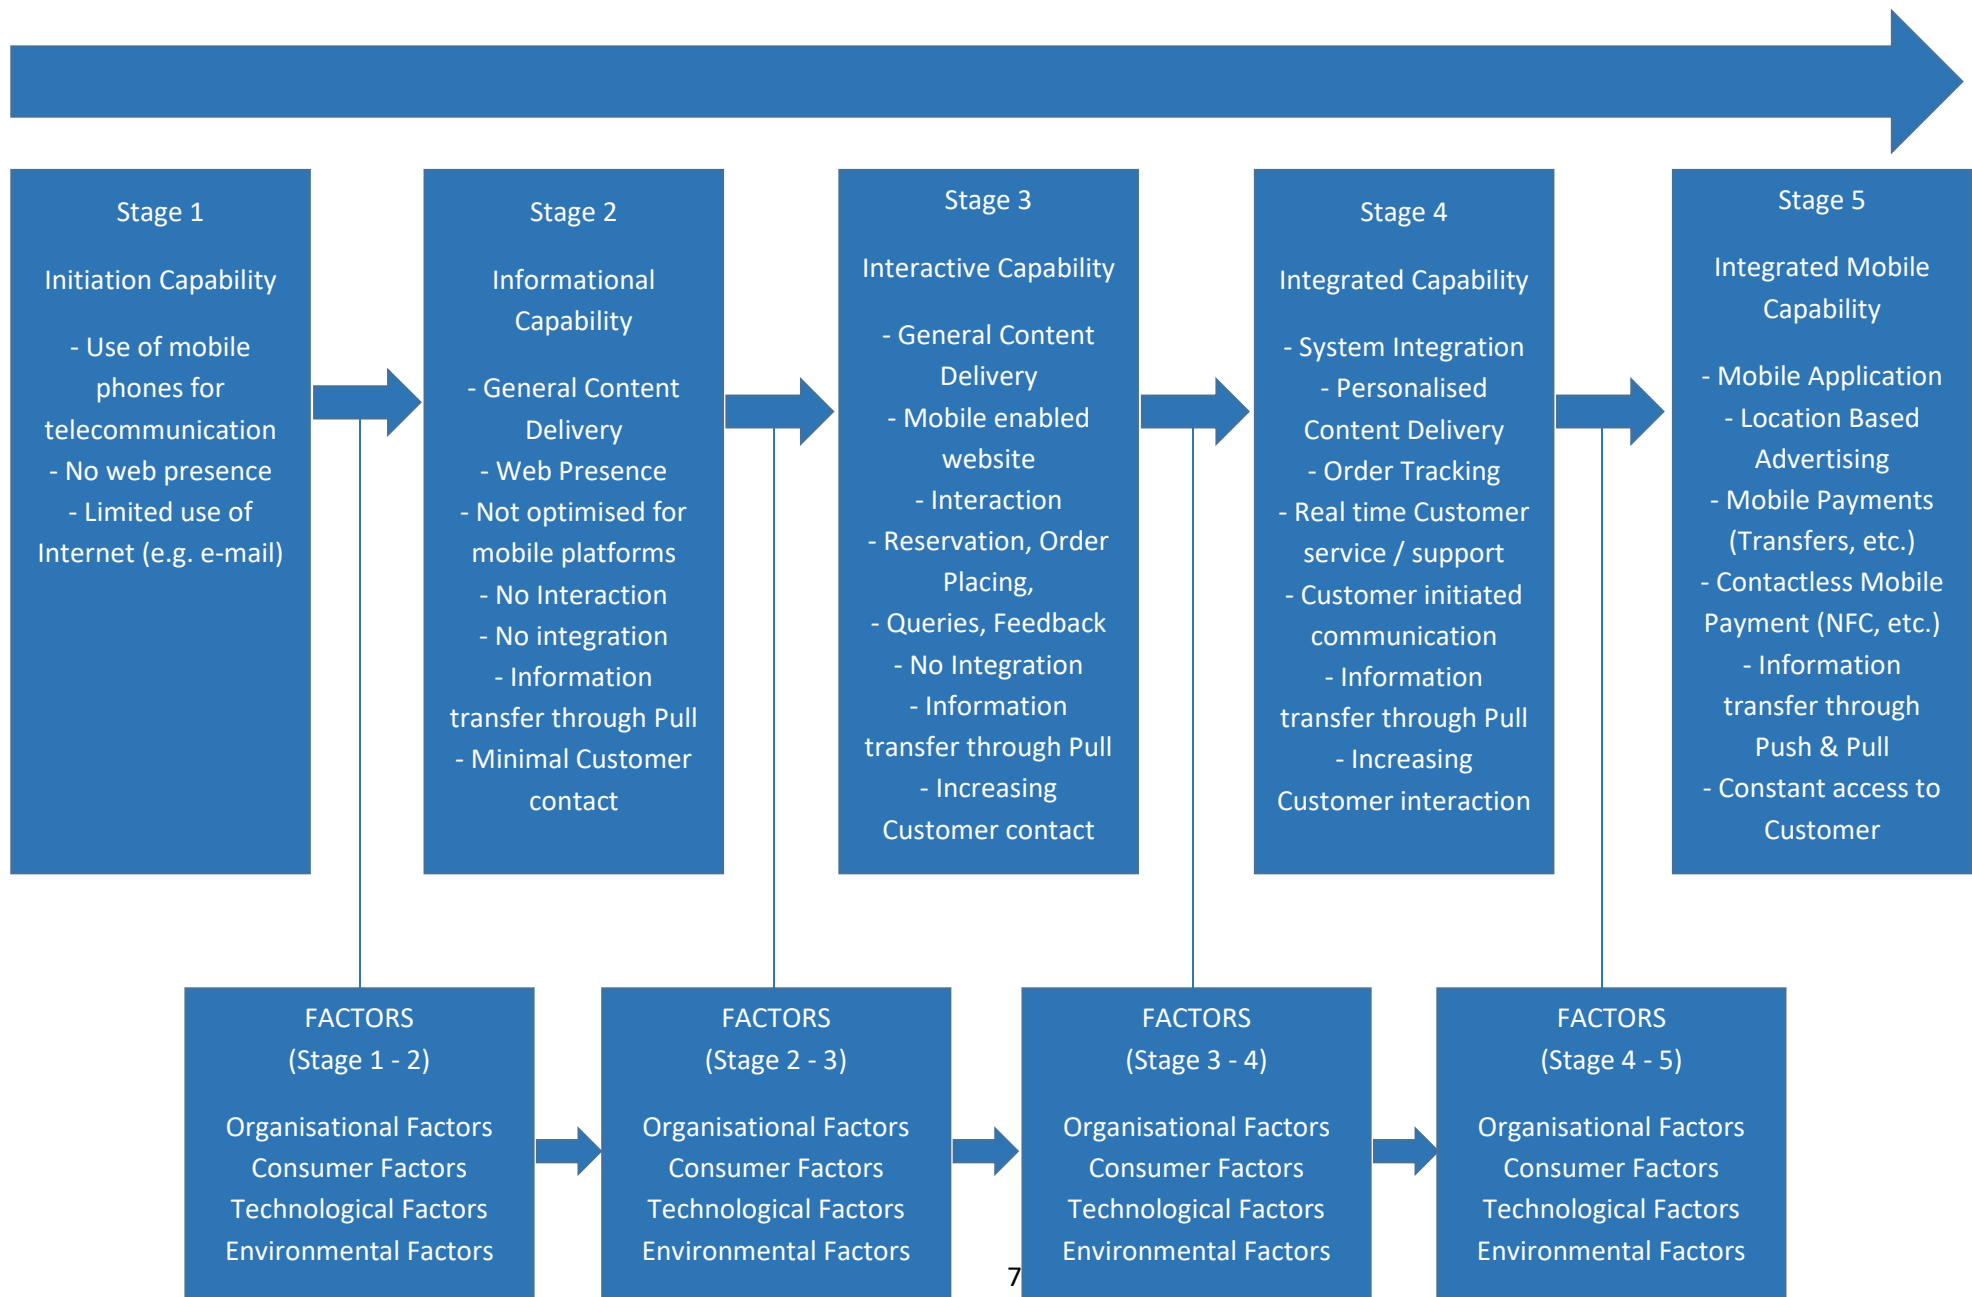 Stage 1
Initiation Capability
- Use of mobile
phones for
telecommunication
- No web presence
- Limited use of
Internet (e.g. e-mail)
Stage 2
Informational
Capability
- General Content
Delivery
- Web Presence
- Not optimised for
mobile platforms
- No Interaction
- No integration
- Information
transfer through Pull
- Minimal Customer
contact
Stage 3
Interactive Capability
- General Content
Delivery
- Mobile enabled
website
- Interaction
- Reservation, Order
Placing,
- Queries, Feedback
- No Integration
- Information
transfer through Pull
- Increasing
Customer contact
Stage 4
Integrated Capability
- System Integration
- Personalised
Content Delivery
- Order Tracking
- Real time Customer
service / support
- Customer initiated
communication
- Information
transfer through Pull
- Increasing
Customer interaction
Stage 5
Integrated Mobile
Capability
- Mobile Application
- Location Based
Advertising
- Mobile Payments
(Transfers, etc.)
- Contactless Mobile
Payment (NFC, etc.)
- Information
transfer through
Push & Pull
- Constant access to
Customer
FACTORS
(Stage 1 - 2)
Organisational Factors
Consumer Factors
Technological Factors
Environmental Factors
FACTORS
(Stage 2 - 3)
Organisational Factors
Consumer Factors
Technological Factors
Environmental Factors
FACTORS
(Stage 3 - 4)
Organisational Factors
Consumer Factors
Technological Factors
Environmental Factors
FACTORS
(Stage 4 - 5)
Organisational Factors
Consumer Factors
Technological Factors
Environmental Factors
7